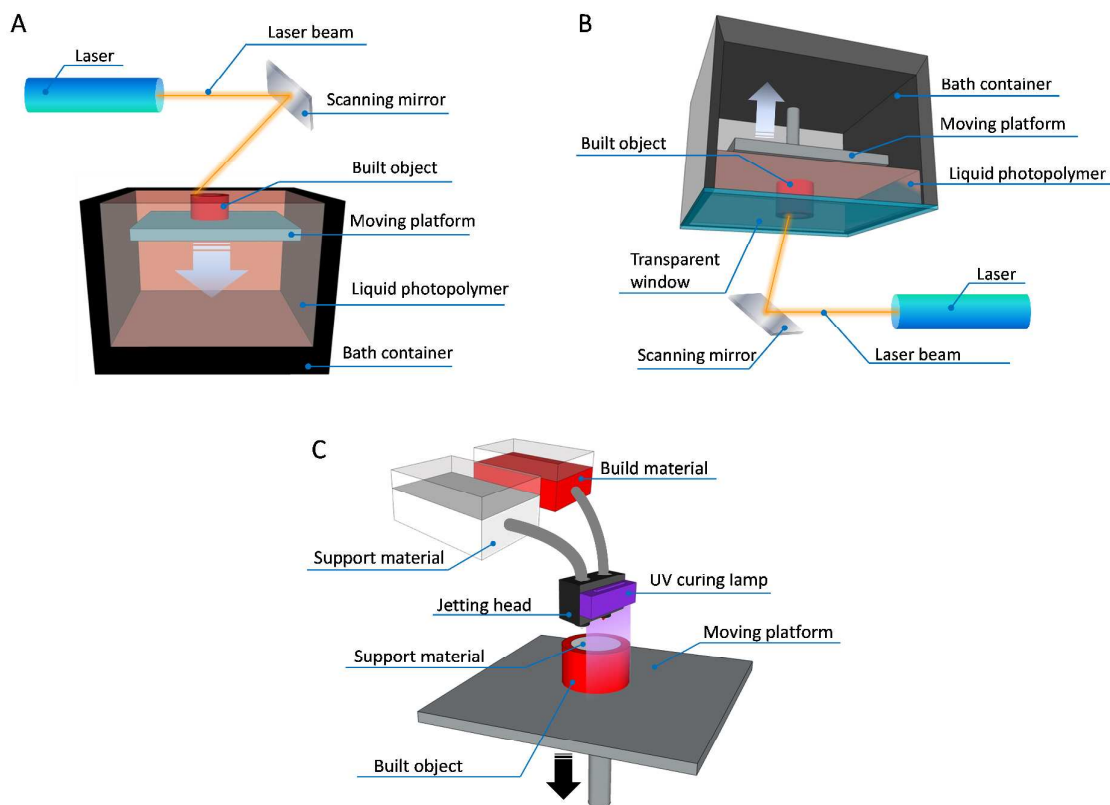 A
Laser
Laser beam
Scanning mirror
Built object
Moving platform
Liquid photopolymer
Bath container
B
Bath container
Moving platform
Built object
Liquid photopolymer
Transparent
window
Laser
Scanning mirror
Laser beam
C
Build material
Support material
UV curing lamp
Jetting head
Moving platform
Support material
Built object